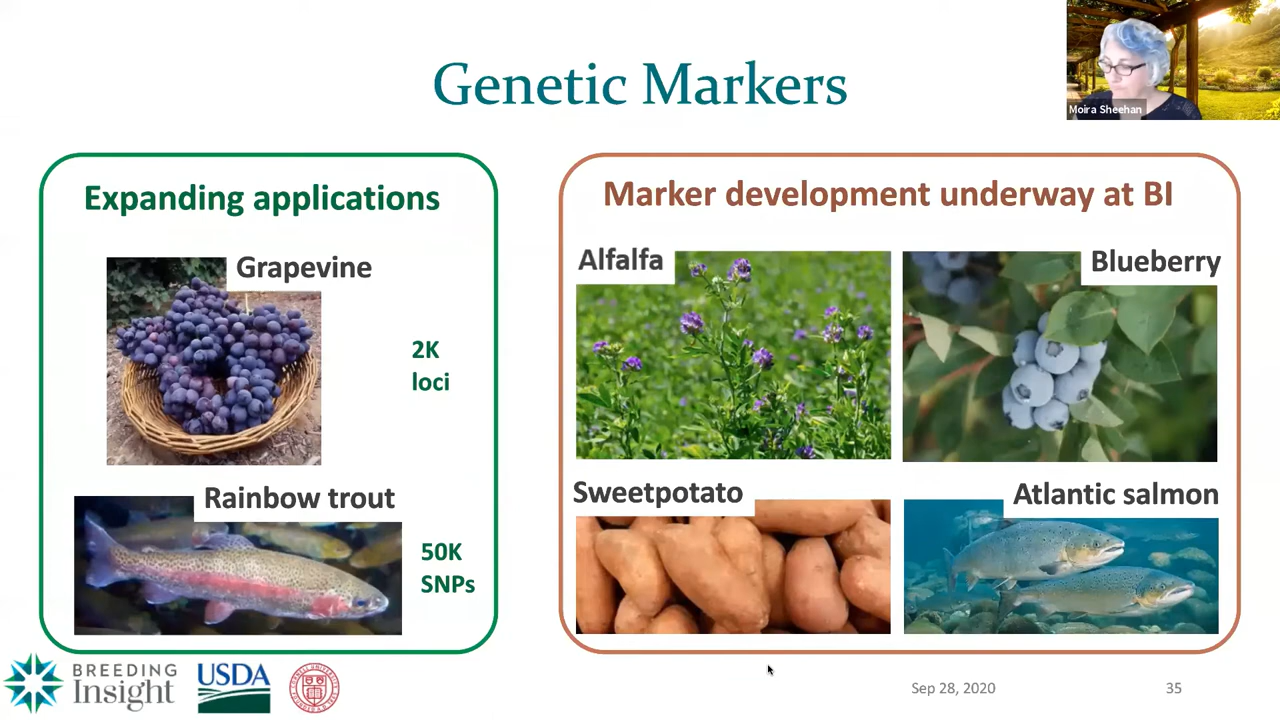 Genetic Markers
Moira Sheehan
Expanding applications
Grapevine
2K
loci
Rainbow trout
50K
SNPs
Marker development underway at BI
Alfalfa
Blueberry
Sweetpotato
Atlantic salmon
BREEDING
Insight
USDA
Sep 28, 2020
35